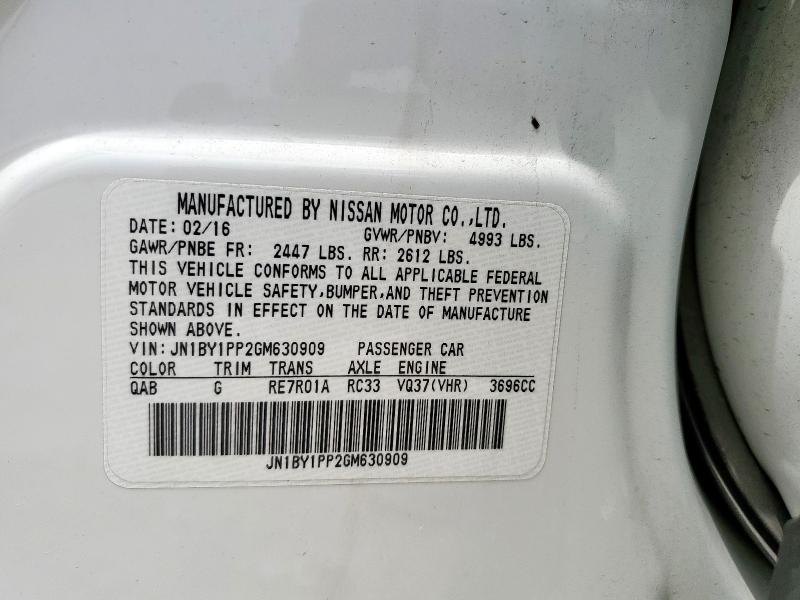 MANUFACTURED BY NISSAN MOTOR CO.,LTD.
DATE: 02/16 GVWR/PNBV: 4993 LBS.
GAWR/PNBE FR: 2447 LBS. RR: 2612 LBS.
THIS VEHICLE CONFORMS TO ALL APPLICABLE FEDERAL
MOTOR VEHICLE SAFETY,BUMPER,AND THEFT PREVENTION
STANDARDS IN EFFECT ON THE DATE OF MANUFACTURE
SHOWN ABOVE.
VIN: JN1BY1PP2GM630909 PASSENGER CAR
COLOR TRIM TRANS AXLE ENGINE
QAB G RE7R01A RC33 VQ37(VHR) 3696CC
JN1BY1PP2GM630909